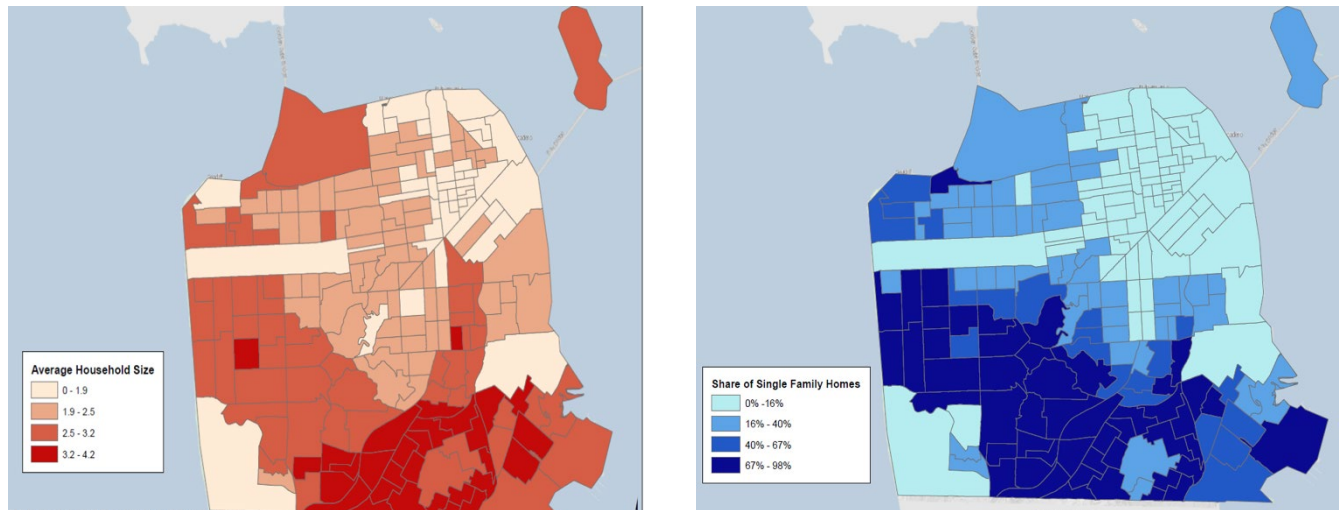 Average Household Size
0 - 1.9
1.9 - 2.5
2.5 - 3.2
3.2 - 4.2
Share of Single Family Homes
0% -16%
16% - 40%
40% - 67%
67% - 98%